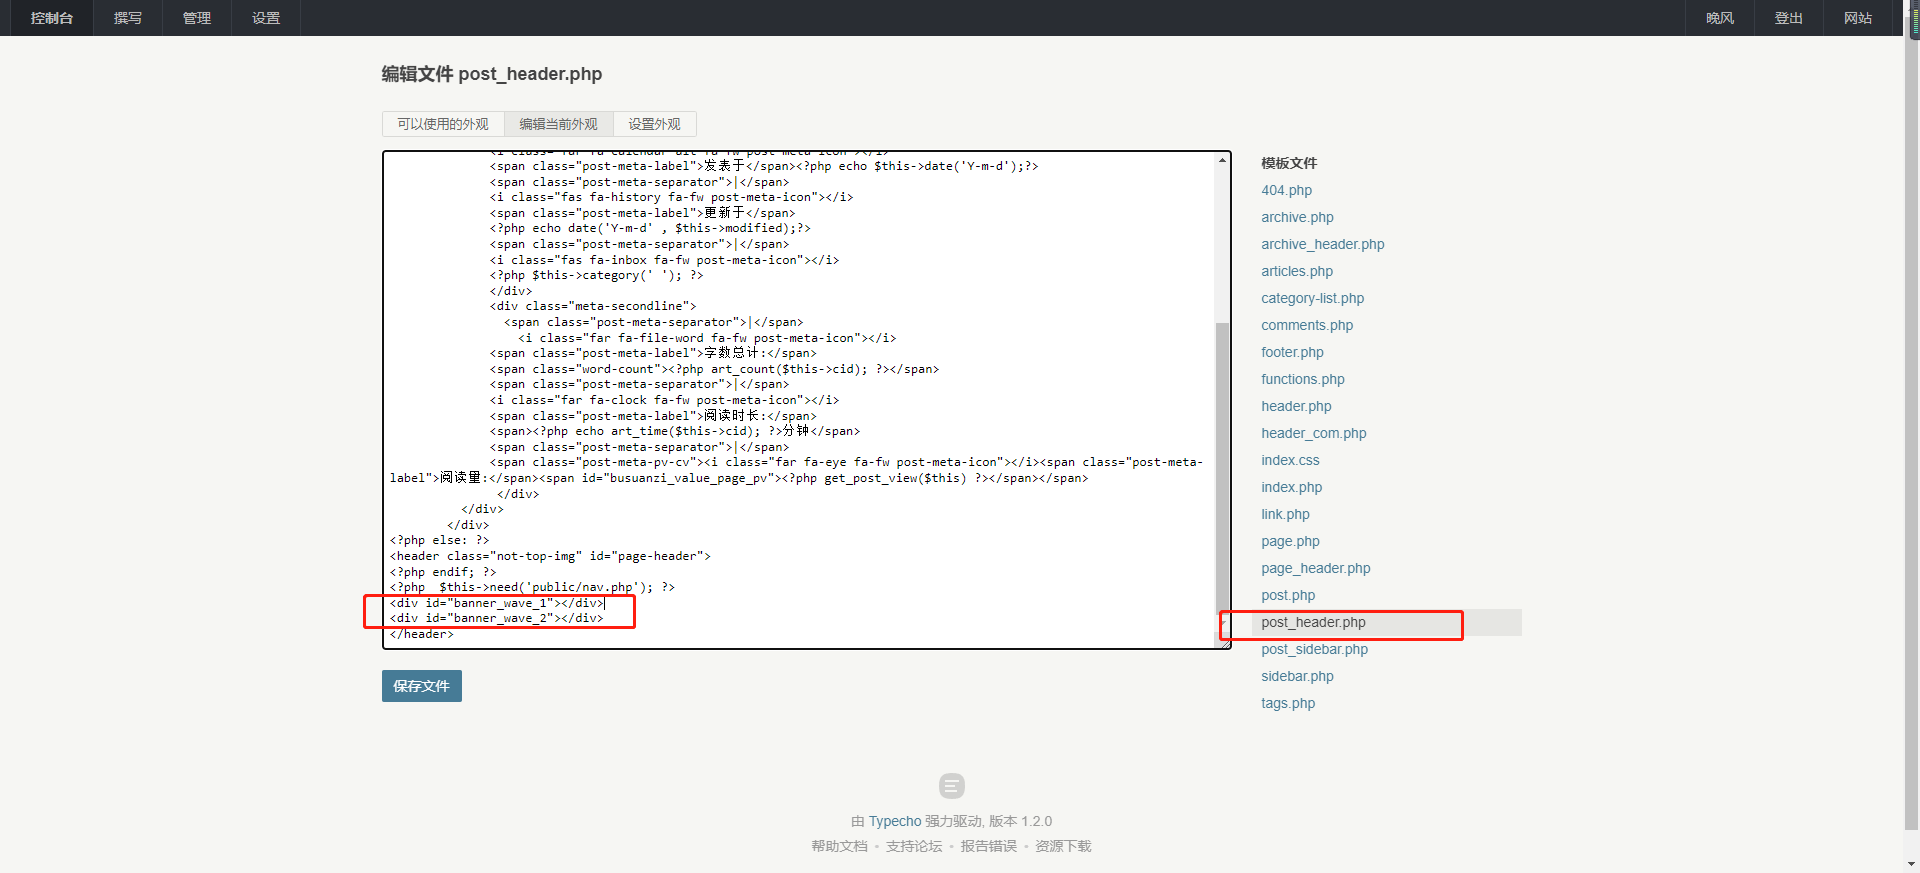 控制台 撰写 管理 设置 晚风 登出 网站
编辑文件 post_header.php
可以使用的外观 编辑当前外观 设置外观
<i class="far fa-calendar-alt fa-fw post-meta-icon"></i>
<span class="post-meta-label">发表于</span><?php echo $this->date('Y-m-d');?>
<span class="post-meta-separator">|</span>
<i class="fas fa-history fa-fw post-meta-icon"></i>
<span class="post-meta-label">更新于</span>
<?php echo date('Y-m-d' , $this->modified);?>
<span class="post-meta-separator">|</span>
<i class="fas fa-inbox fa-fw post-meta-icon"></i>
<?php $this->category(' '); ?>
</div>
<div class="meta-secondline">
<span class="post-meta-separator">|</span>
<i class="far fa-file-word fa-fw post-meta-icon"></i>
<span class="post-meta-label">字数总计:</span>
<span class="word-count"><?php art_count($this->cid); ?></span>
<span class="post-meta-separator">|</span>
<i class="far fa-clock fa-fw post-meta-icon"></i>
<span class="post-meta-label">阅读时长:</span>
<span><?php echo art_time($this->cid); ?>分钟</span>
<span class="post-meta-separator">|</span>
<span class="post-meta-pv-cv"><i class="far fa-eye fa-fw post-meta-icon"></i><span class="post-meta-
label">阅读量:</span><span id="busuanzi_value_page_pv"><?php get_post_view($this) ?></span></span>
</div>
</div>
</div>
<?php else: ?>
<header class="not-top-img" id="page-header">
<?php endif; ?>
<?php  $this->need('public/nav.php'); ?>
<div id="banner_wave_1"></div>
<div id="banner_wave_2"></div>
</header>
保存文件
模板文件
404.php
archive.php
archive_header.php
articles.php
category-list.php
comments.php
footer.php
functions.php
header.php
header_com.php
index.css
index.php
link.php
page.php
page_header.php
post.php
post_header.php
post_sidebar.php
sidebar.php
tags.php
由 Typecho 强力驱动, 版本 1.2.0
帮助文档 • 支持论坛 • 报告错误 • 资源下载